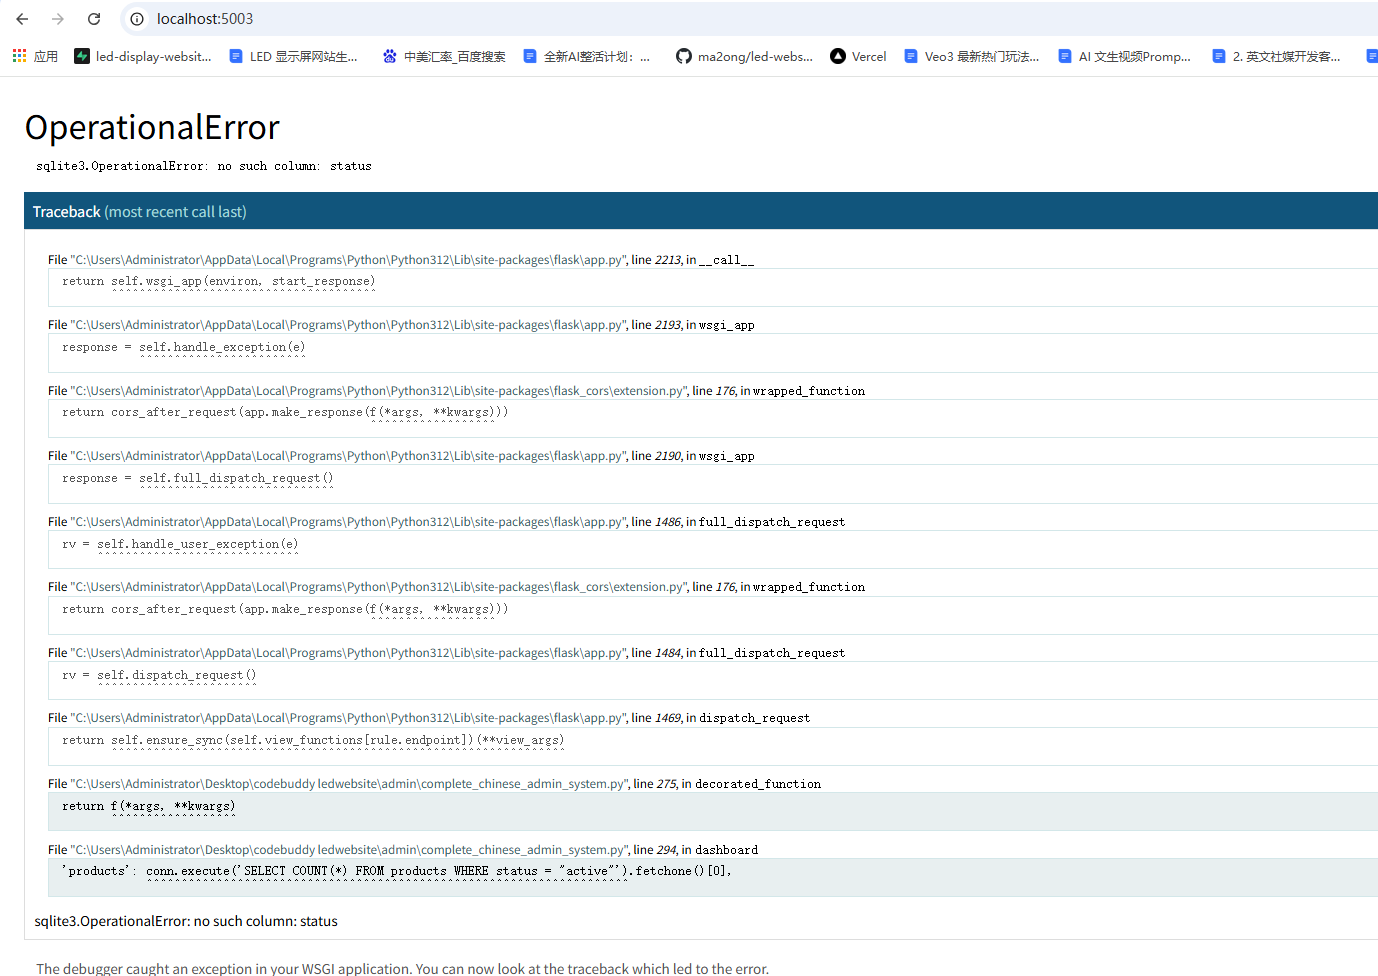 localhost:5003
应用 led-display-websit... LED 显示屏网站生... 中美汇率_百度搜索 全新AI整活计划：... ma2ong/led-webs... Vercel Veo3 最新热门玩法... AI 文生视频Promp... 2. 英文社媒开发客...
OperationalError
sqlite3.OperationalError: no such column: status
Traceback (most recent call last)
File "C:\Users\Administrator\AppData\Local\Programs\Python\Python312\Lib\site-packages\flask\app.py", line 2213, in __call__
return self.wsgi_app(environ, start_response)
File "C:\Users\Administrator\AppData\Local\Programs\Python\Python312\Lib\site-packages\flask\app.py", line 2193, in wsgi_app
response = self.handle_exception(e)
File "C:\Users\Administrator\AppData\Local\Programs\Python\Python312\Lib\site-packages\flask_cors\extension.py", line 176, in wrapped_function
return cors_after_request(app.make_response(f(*args, **kwargs)))
File "C:\Users\Administrator\AppData\Local\Programs\Python\Python312\Lib\site-packages\flask\app.py", line 2190, in wsgi_app
response = self.full_dispatch_request()
File "C:\Users\Administrator\AppData\Local\Programs\Python\Python312\Lib\site-packages\flask\app.py", line 1486, in full_dispatch_request
rv = self.handle_user_exception(e)
File "C:\Users\Administrator\AppData\Local\Programs\Python\Python312\Lib\site-packages\flask_cors\extension.py", line 176, in wrapped_function
return cors_after_request(app.make_response(f(*args, **kwargs)))
File "C:\Users\Administrator\AppData\Local\Programs\Python\Python312\Lib\site-packages\flask\app.py", line 1484, in full_dispatch_request
rv = self.dispatch_request()
File "C:\Users\Administrator\AppData\Local\Programs\Python\Python312\Lib\site-packages\flask\app.py", line 1469, in dispatch_request
return self.ensure_sync(self.view_functions[rule.endpoint])(**view_args)
File "C:\Users\Administrator\Desktop\codebuddy ledwebsite\admin\complete_chinese_admin_system.py", line 275, in decorated_function
return f(*args, **kwargs)
File "C:\Users\Administrator\Desktop\codebuddy ledwebsite\admin\complete_chinese_admin_system.py", line 294, in dashboard
'products': conn.execute('SELECT COUNT(*) FROM products WHERE status = "active"').fetchone()[0],
sqlite3.OperationalError: no such column: status
The debugger caught an exception in your WSGI application. You can now look at the traceback which led to the error.